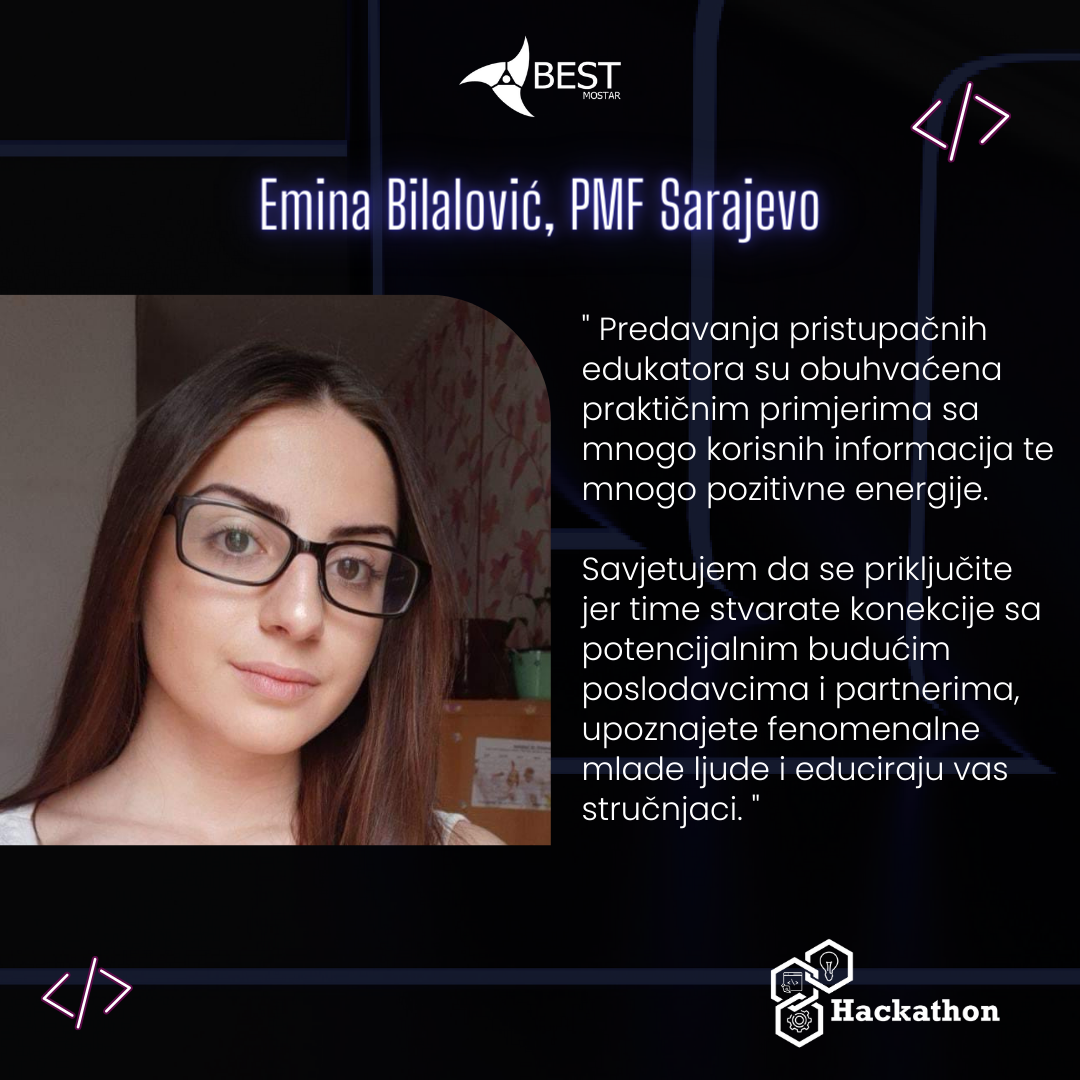 BEST
MOSTAR
</>
Emina Bilalović, PMF Sarajevo
" Predavanja pristupačnih
edukatora su obuhvaćena
praktičnim primjerima sa
mnogo korisnih informacija te
mnogo pozitivne energije.
Savjetujem da se priključite
jer time stvarate konekcije sa
potencijalnim budućim
poslodavcima i partnerima,
upoznajete fenomenalne
mlade ljude i educiraju vas
stručnjaci. "
</>
Hackathon